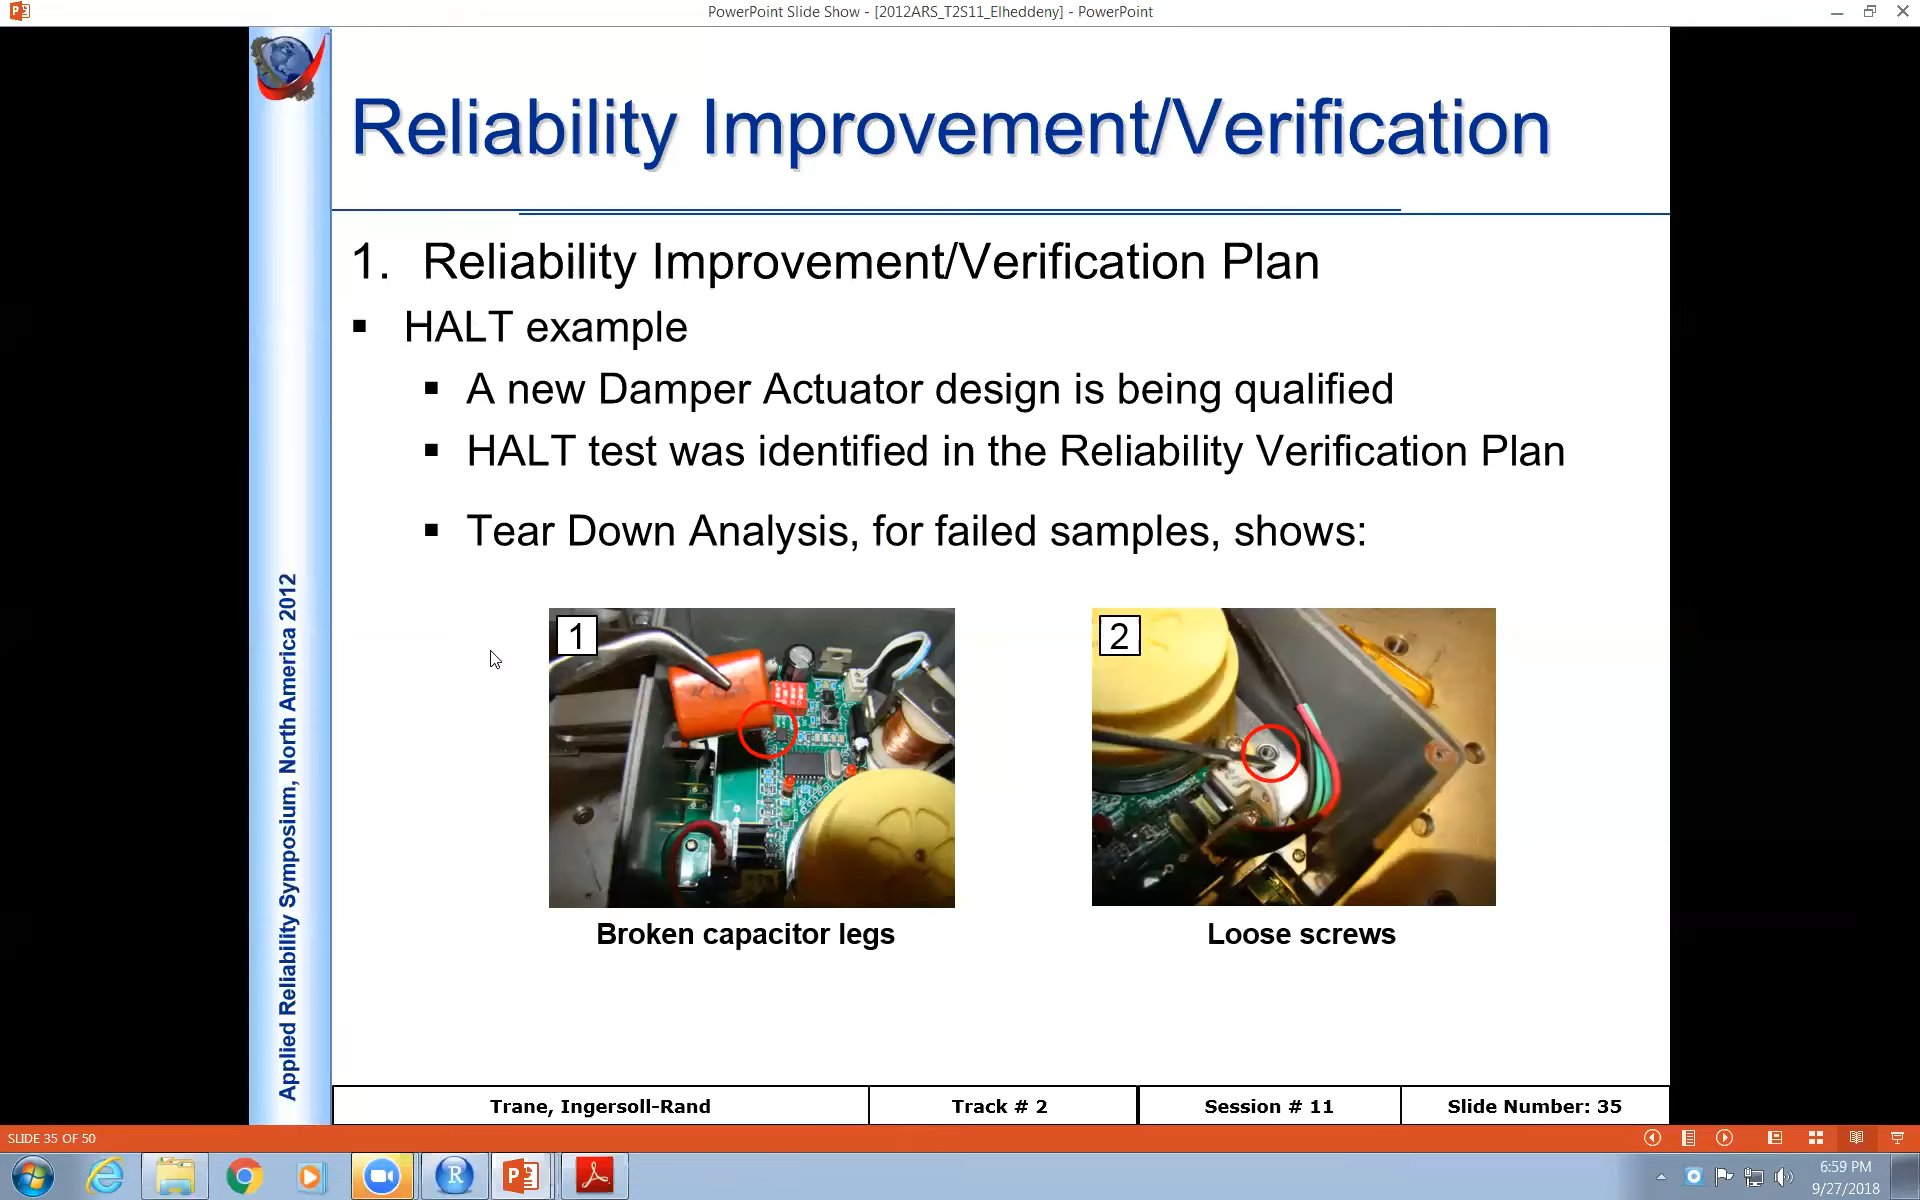 PowerPoint Slide Show - [2012ARS_T2S11_Elheddeny] - PowerPoint
Reliability Improvement/Verification
1. Reliability Improvement/Verification Plan
▪ HALT example
▪ A new Damper Actuator design is being qualified
▪ HALT test was identified in the Reliability Verification Plan
▪ Tear Down Analysis, for failed samples, shows:
1
2
Broken capacitor legs
Loose screws
Applied Reliability Symposium, North America 2012
Trane, Ingersoll-Rand
Track # 2
Session # 11
Slide Number: 35
SLIDE 35 OF 50
6:59 PM
9/27/2018